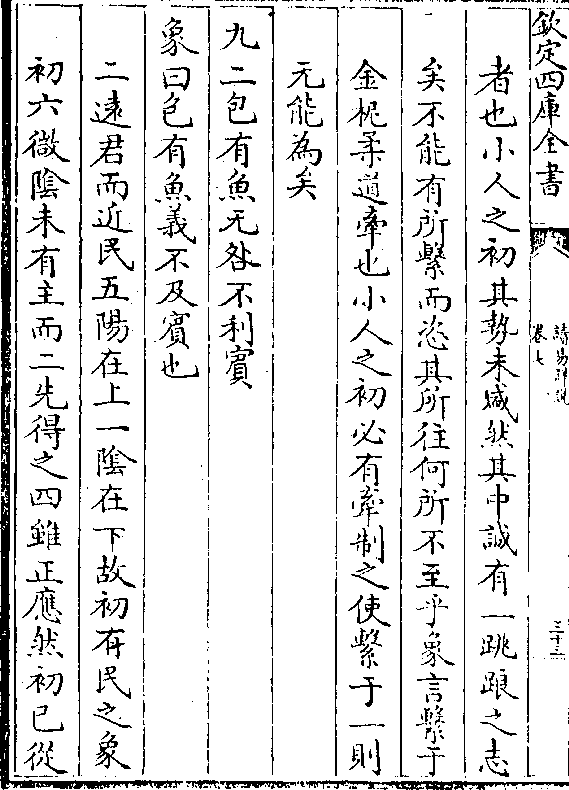 欽定四庫全書
讀易詳說
卷七
三十三
者也小人之初其勢未盛然其中誠有一跳踉之志
矣不能有所繫而恣其所往何所不至乎象言繫于
金柅柔道牽也小人之初必有牽制之使繫于一則
无能為矣
九二包有魚无咎不利賓
象曰包有魚義不及賓也
二遠君而近民五陽在上一陰在下故初有民之象
初六微陰未有主而二先得之四雖正應然初已從